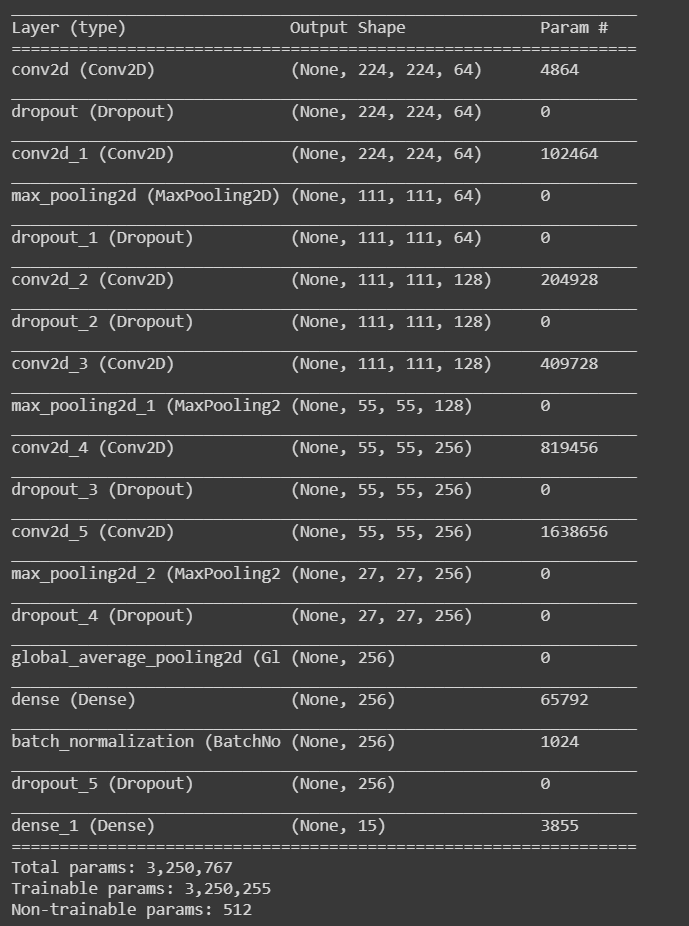 Layer (type) Output Shape Param #
=================================================================
conv2d (Conv2D) (None, 224, 224, 64) 4864
dropout (Dropout) (None, 224, 224, 64) 0
conv2d_1 (Conv2D) (None, 224, 224, 64) 102464
max_pooling2d (MaxPooling2D) (None, 111, 111, 64) 0
dropout_1 (Dropout) (None, 111, 111, 64) 0
conv2d_2 (Conv2D) (None, 111, 111, 128) 204928
dropout_2 (Dropout) (None, 111, 111, 128) 0
conv2d_3 (Conv2D) (None, 111, 111, 128) 409728
max_pooling2d_1 (MaxPooling2 (None, 55, 55, 128) 0
conv2d_4 (Conv2D) (None, 55, 55, 256) 819456
dropout_3 (Dropout) (None, 55, 55, 256) 0
conv2d_5 (Conv2D) (None, 55, 55, 256) 1638656
max_pooling2d_2 (MaxPooling2 (None, 27, 27, 256) 0
dropout_4 (Dropout) (None, 27, 27, 256) 0
global_average_pooling2d (Gl (None, 256) 0
dense (Dense) (None, 256) 65792
batch_normalization (BatchNo (None, 256) 1024
dropout_5 (Dropout) (None, 256) 0
dense_1 (Dense) (None, 15) 3855
=================================================================
Total params: 3,250,767
Trainable params: 3,250,255
Non-trainable params: 512